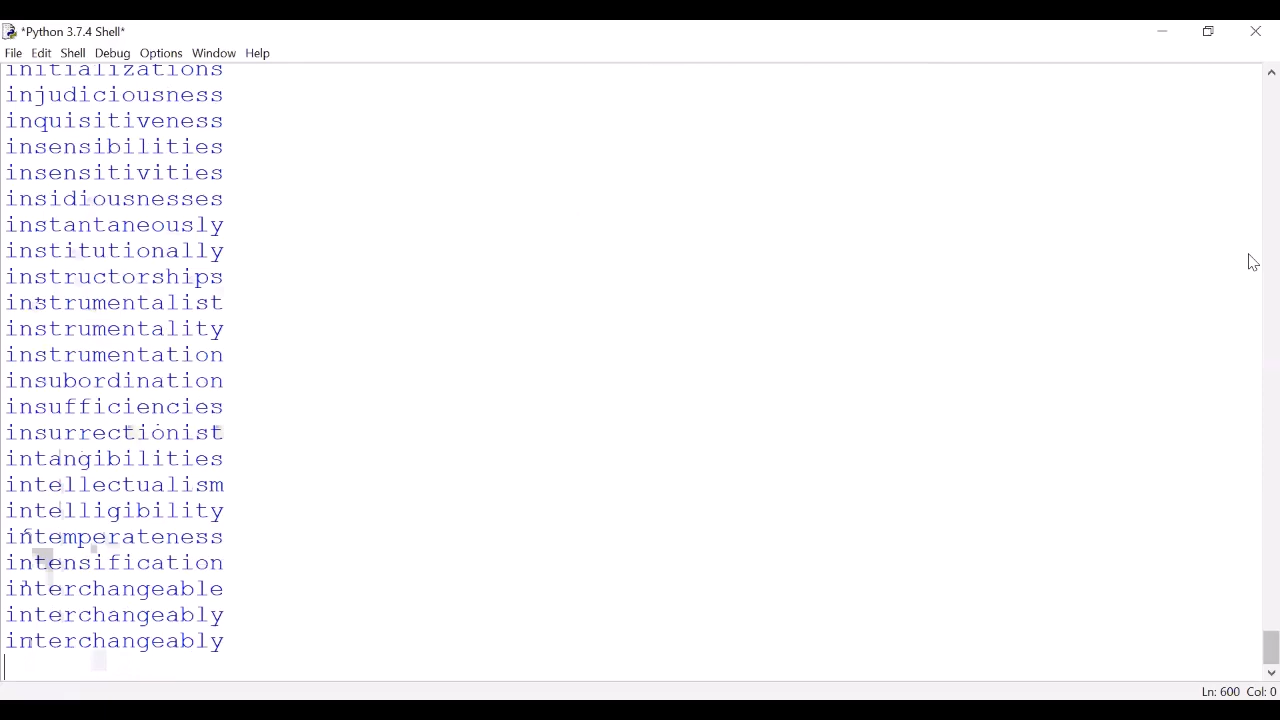 *Python 3.7.4 Shell*
File Edit Shell Debug Options Window Help
initializations
injudiciousness
inquisitiveness
insensibilities
insensitivities
insidiousnesses
instantaneously
institutionally
instructorships
instrumentalist
instrumentality
instrumentation
insubordination
insufficiencies
insurrectionist
intangibilities
intellectualism
intelligibility
intemperateness
intensification
interchangeable
interchangeably
interchangeably
Ln: 600 Col: 0